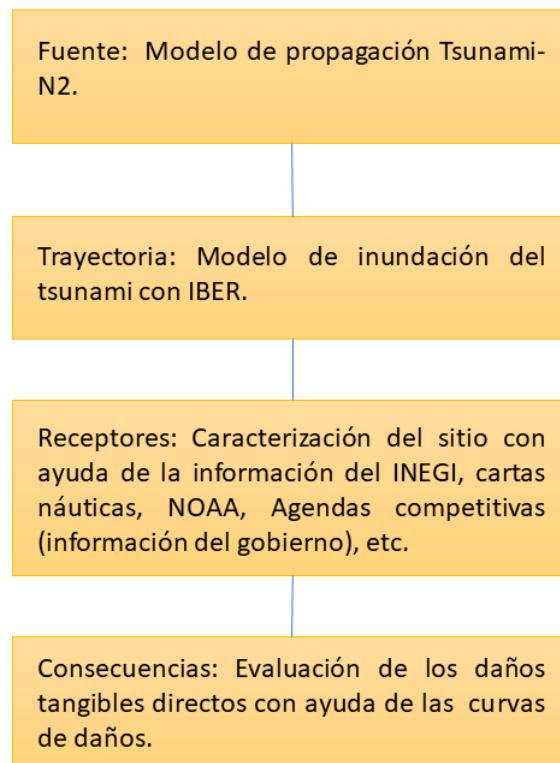 Fuente: Modelo de propagación Tsunami-
N2.
Trayectoria: Modelo de inundación del
tsunami con IBER.
Receptores: Caracterización del sitio con
ayuda de la información del INEGI, cartas
náuticas, NOAA, Agendas competitivas
(información del gobierno), etc.
Consecuencias: Evaluación de los daños
tangibles directos con ayuda de las curvas
de daños.